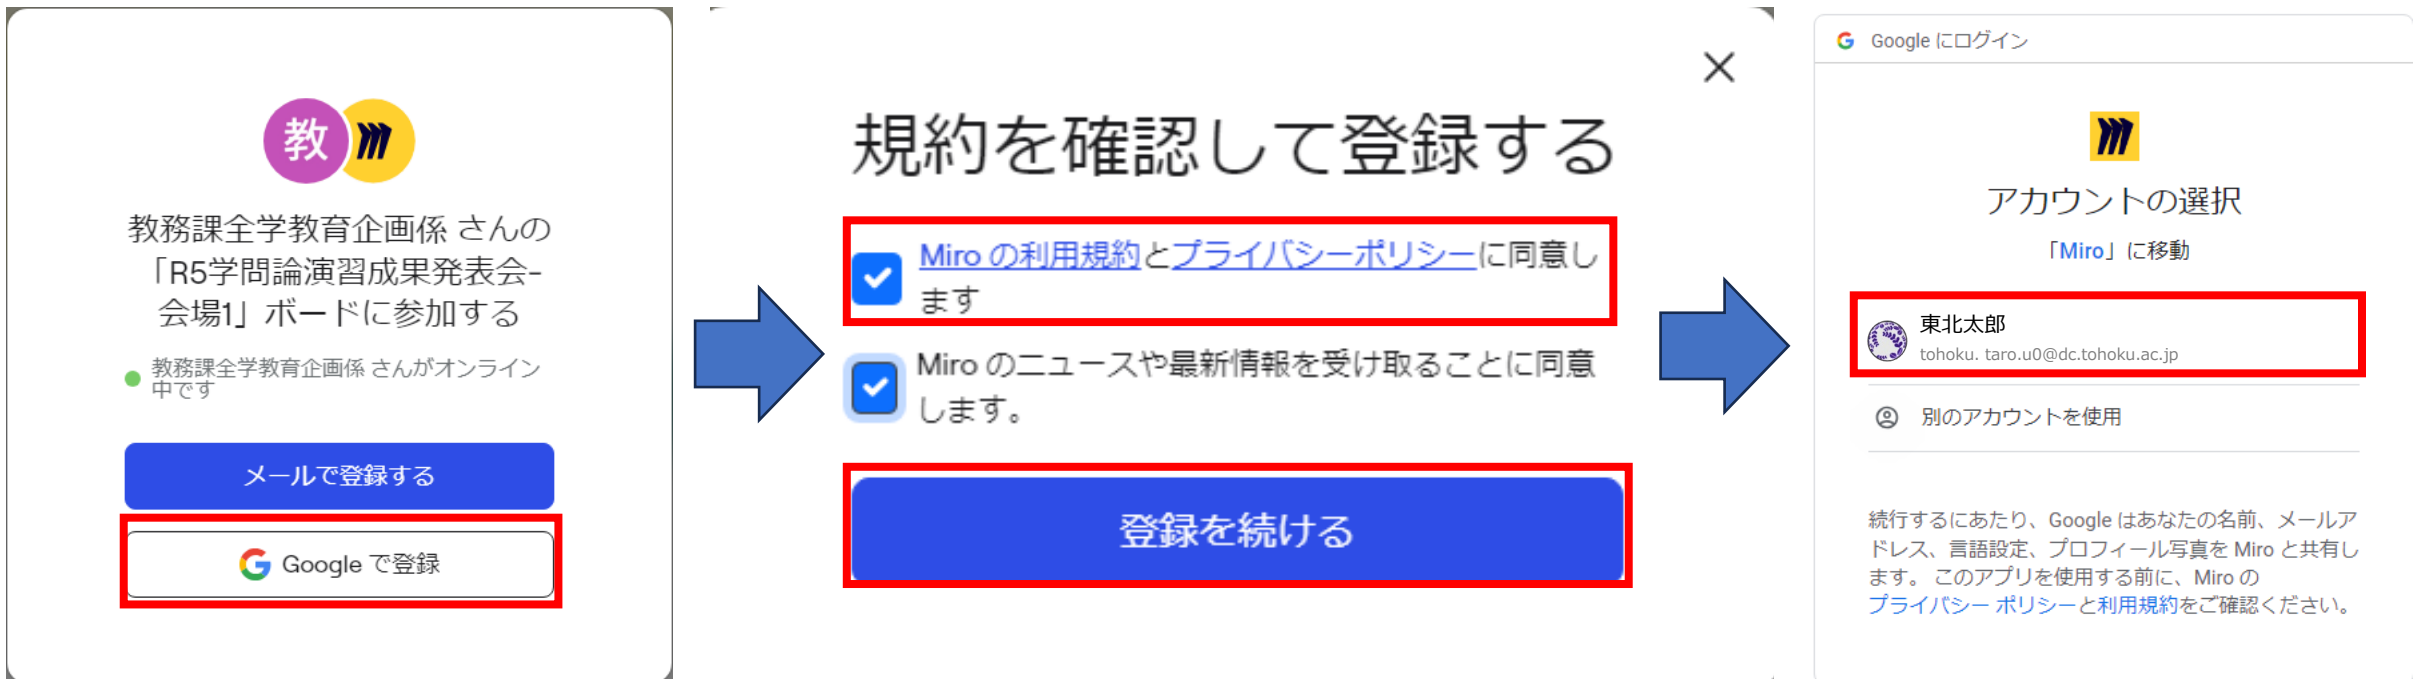 教
教務課全学教育企画係 さんの
「R5学問論演習成果発表会-
会場1」ボードに参加する
教務課全学教育企画係 さんがオンライン
中です
メールで登録する
Google で登録
規約を確認して登録する
Miro の利用規約とプライバシーポリシーに同意し
ます
Miro のニュースや最新情報を受け取ることに同意
します。
登録を続ける
Google にログイン
アカウントの選択
「Miro」に移動
東北太郎
tohoku. taro.u0@dc.tohoku.ac.jp
別のアカウントを使用
続行するにあたり、Google はあなたの名前、メールア
ドレス、言語設定、プロフィール写真を Miro と共有し
ます。 このアプリを使用する前に、Miro の
プライバシー ポリシーと利用規約をご確認ください。